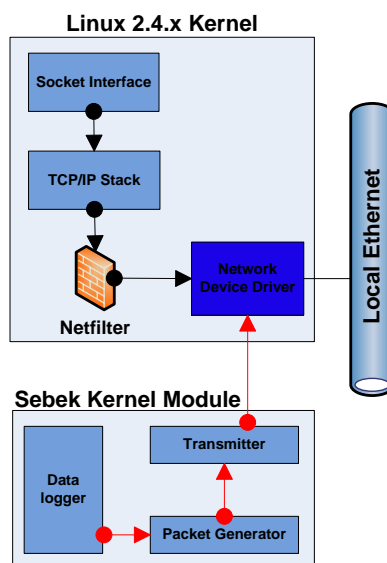 Linux 2.4.x Kernel
Socket Interface
TCP/IP Stack
Netfilter
Network
Device Driver
Local Ethernet
Sebek Kernel Module
Data
logger
Transmitter
Packet Generator